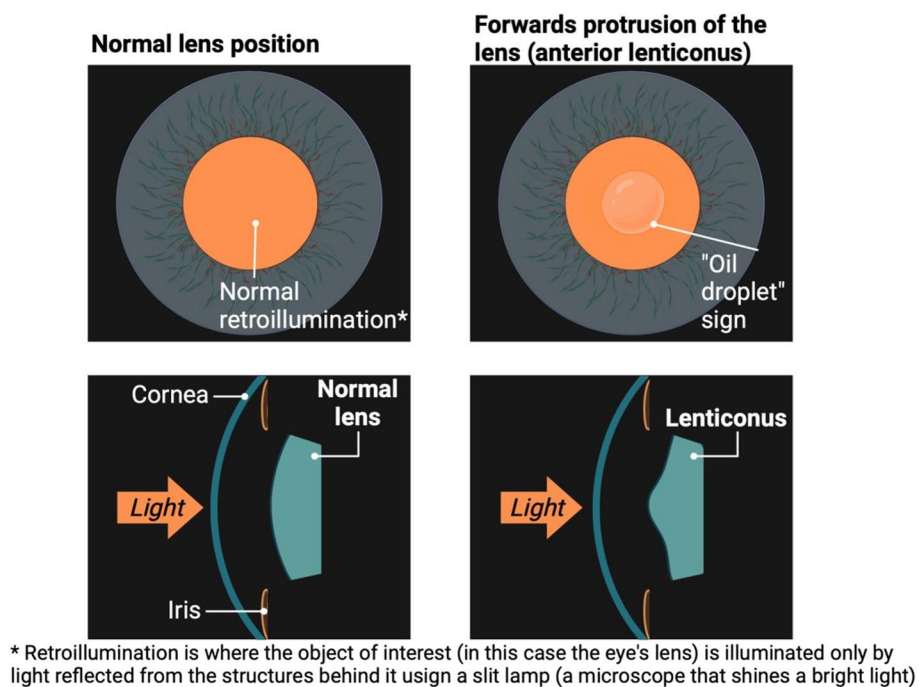 Normal lens position
Forwards protrusion of the
lens (anterior lenticonus)
Normal
retroillumination*
"Oil
droplet"
sign
Cornea
Normal
lens
Light
Iris
Lenticonus
Light
* Retroillumination is where the object of interest (in this case the eye's lens) is illuminated only by
light reflected from the structures behind it usign a slit lamp (a microscope that shines a bright light)